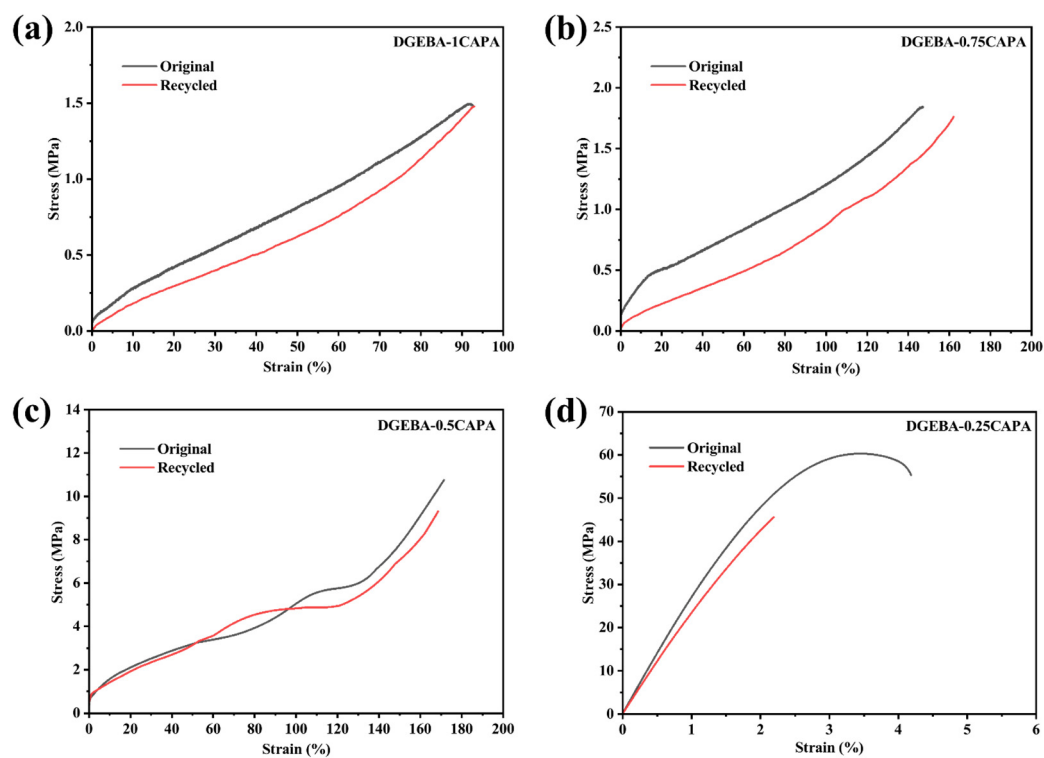 (a)
DGEBA-1CAPA
Original
Recycled
Stress (MPa)
2.0
1.5
1.0
0.5
0.0
0 10 20 30 40 50 60 70 80 90 100
Strain (%)
(b)
DGEBA-0.75CAPA
Original
Recycled
Stress (MPa)
2.5
2.0
1.5
1.0
0.5
0.0
0 20 40 60 80 100 120 140 160 180 200
Strain (%)
(c)
DGEBA-0.5CAPA
Original
Recycled
Stress (MPa)
14
12
10
8
6
4
2
0
0 20 40 60 80 100 120 140 160 180 200
Strain (%)
(d)
DGEBA-0.25CAPA
Original
Recycled
Stress (MPa)
70
60
50
40
30
20
10
0
0 1 2 3 4 5 6
Strain (%)